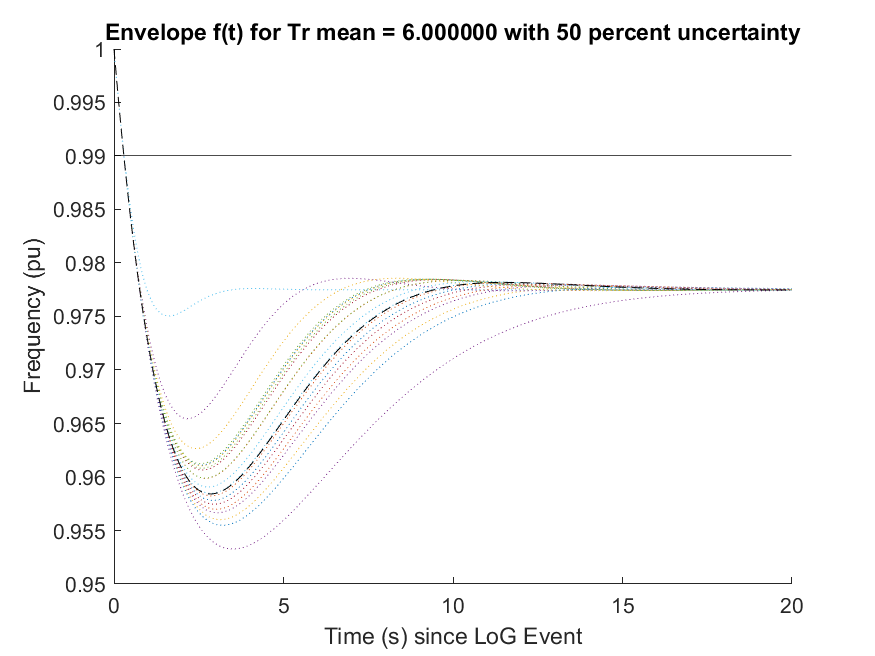 Envelope f(t) for Tr mean = 6.000000 with 50 percent uncertainty
1
0.995
0.99
0.985
0.98
0.975
0.97
0.965
0.96
0.955
0.95
Frequency (pu)
0 5 10 15 20
Time (s) since LoG Event